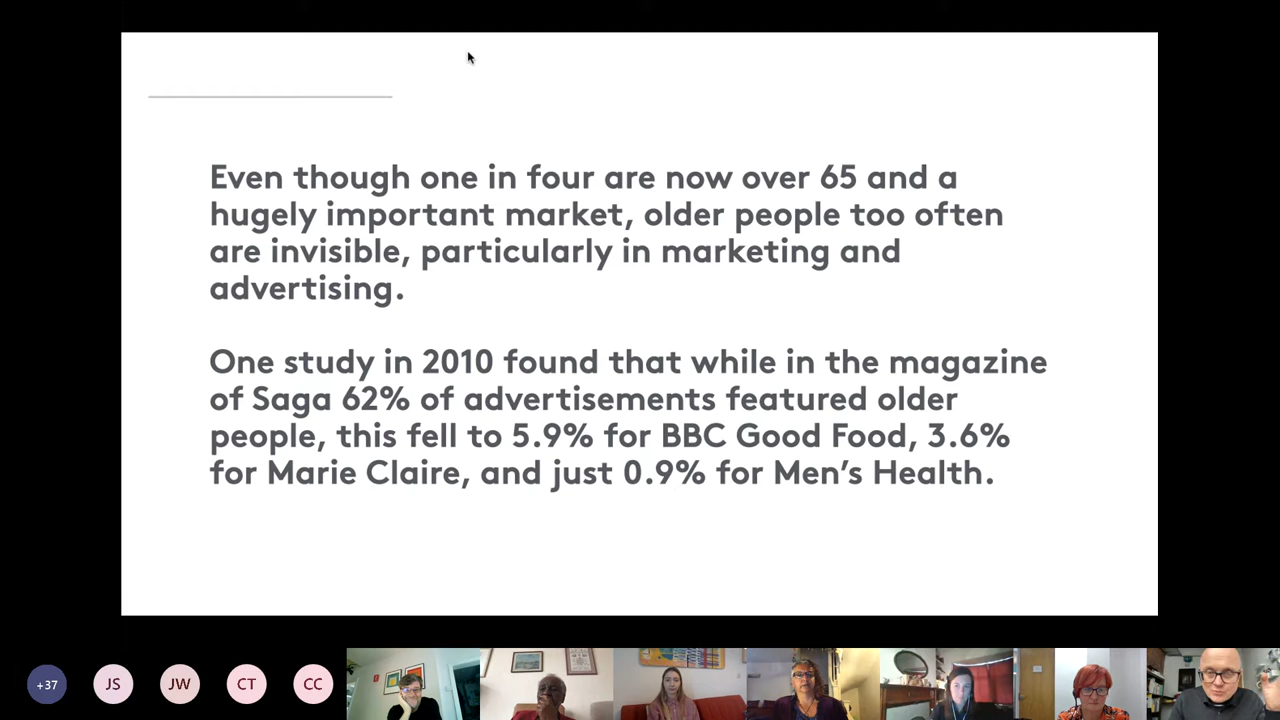 Even though one in four are now over 65 and a
hugely important market, older people too often
are invisible, particularly in marketing and
advertising.
One study in 2010 found that while in the magazine
of Saga 62% of advertisements featured older
people, this fell to 5.9% for BBC Good Food, 3.6%
for Marie Claire, and just 0.9% for Men’s Health.
+37 JS JW CT CC